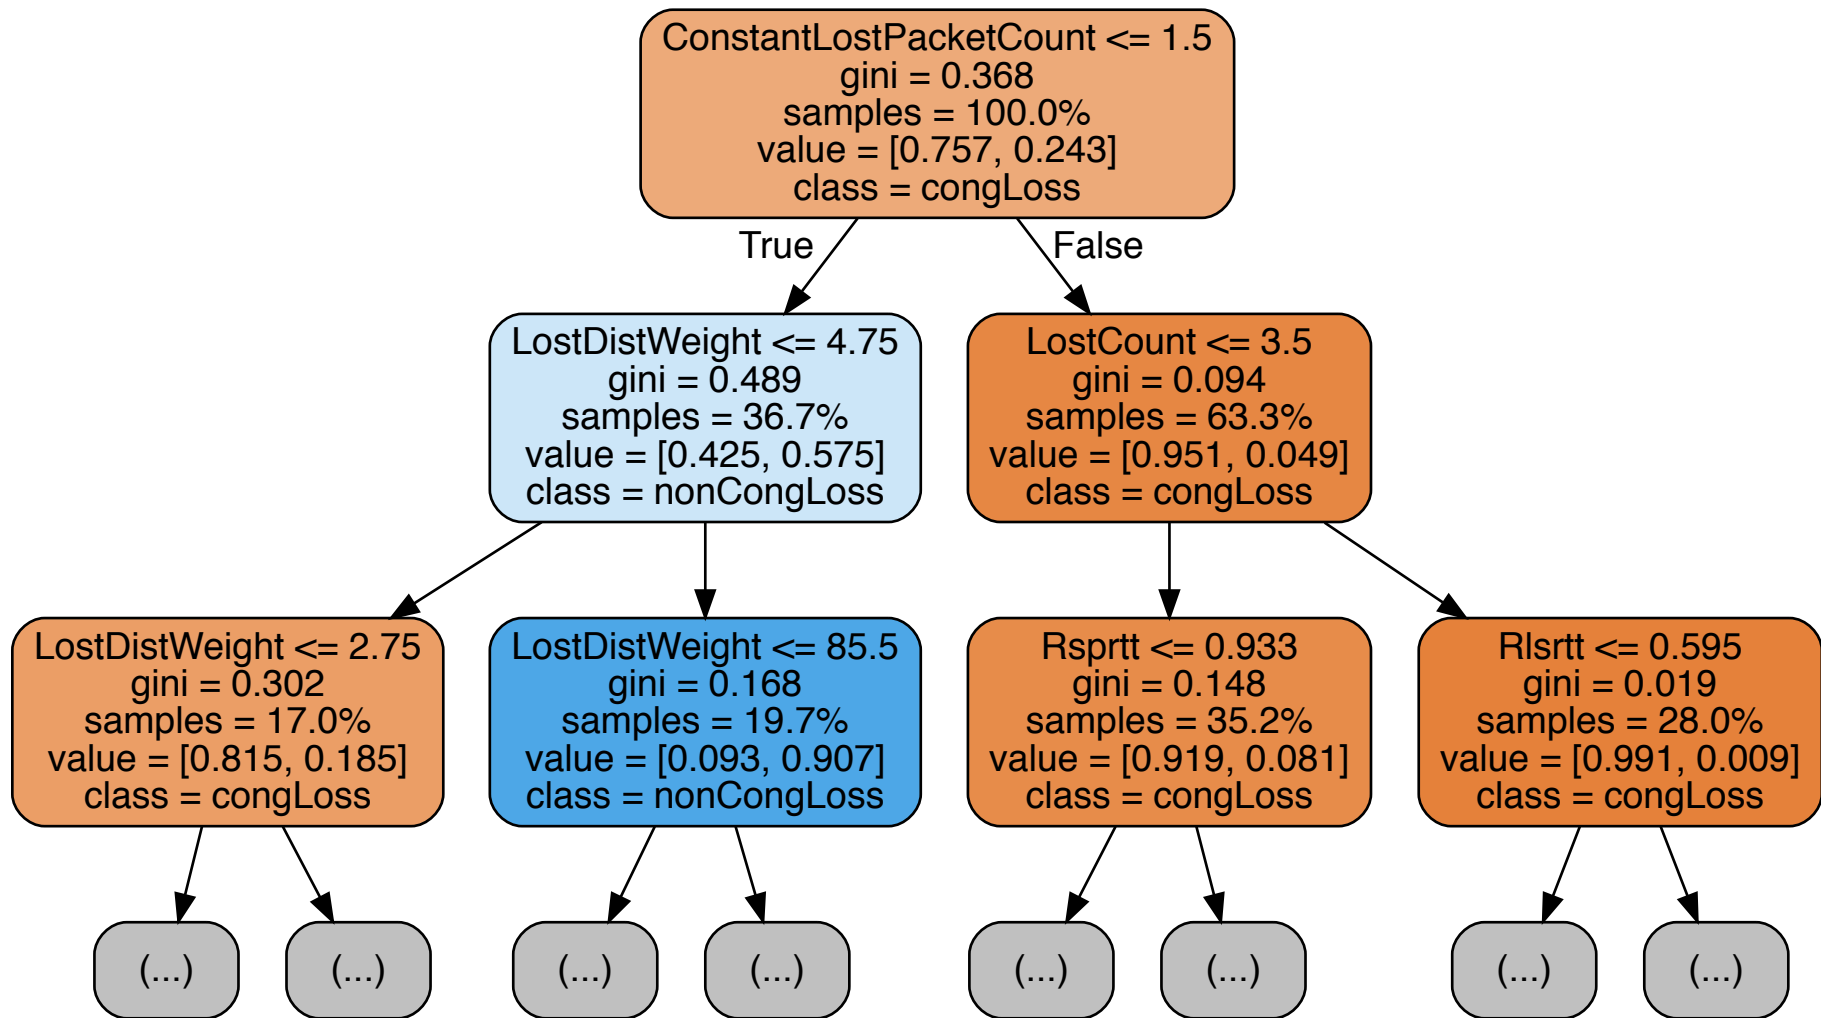 ConstantLostPacketCount <= 1.5
gini = 0.368
samples = 100.0%
value = [0.757, 0.243]
class = congLoss
True
False
LostDistWeight <= 4.75
gini = 0.489
samples = 36.7%
value = [0.425, 0.575]
class = nonCongLoss
LostCount <= 3.5
gini = 0.094
samples = 63.3%
value = [0.951, 0.049]
class = congLoss
LostDistWeight <= 2.75
gini = 0.302
samples = 17.0%
value = [0.815, 0.185]
class = congLoss
LostDistWeight <= 85.5
gini = 0.168
samples = 19.7%
value = [0.093, 0.907]
class = nonCongLoss
Rsprtt <= 0.933
gini = 0.148
samples = 35.2%
value = [0.919, 0.081]
class = congLoss
Rlsrtt <= 0.595
gini = 0.019
samples = 28.0%
value = [0.991, 0.009]
class = congLoss
(...)
(...)
(...)
(...)
(...)
(...)
(...)
(...)